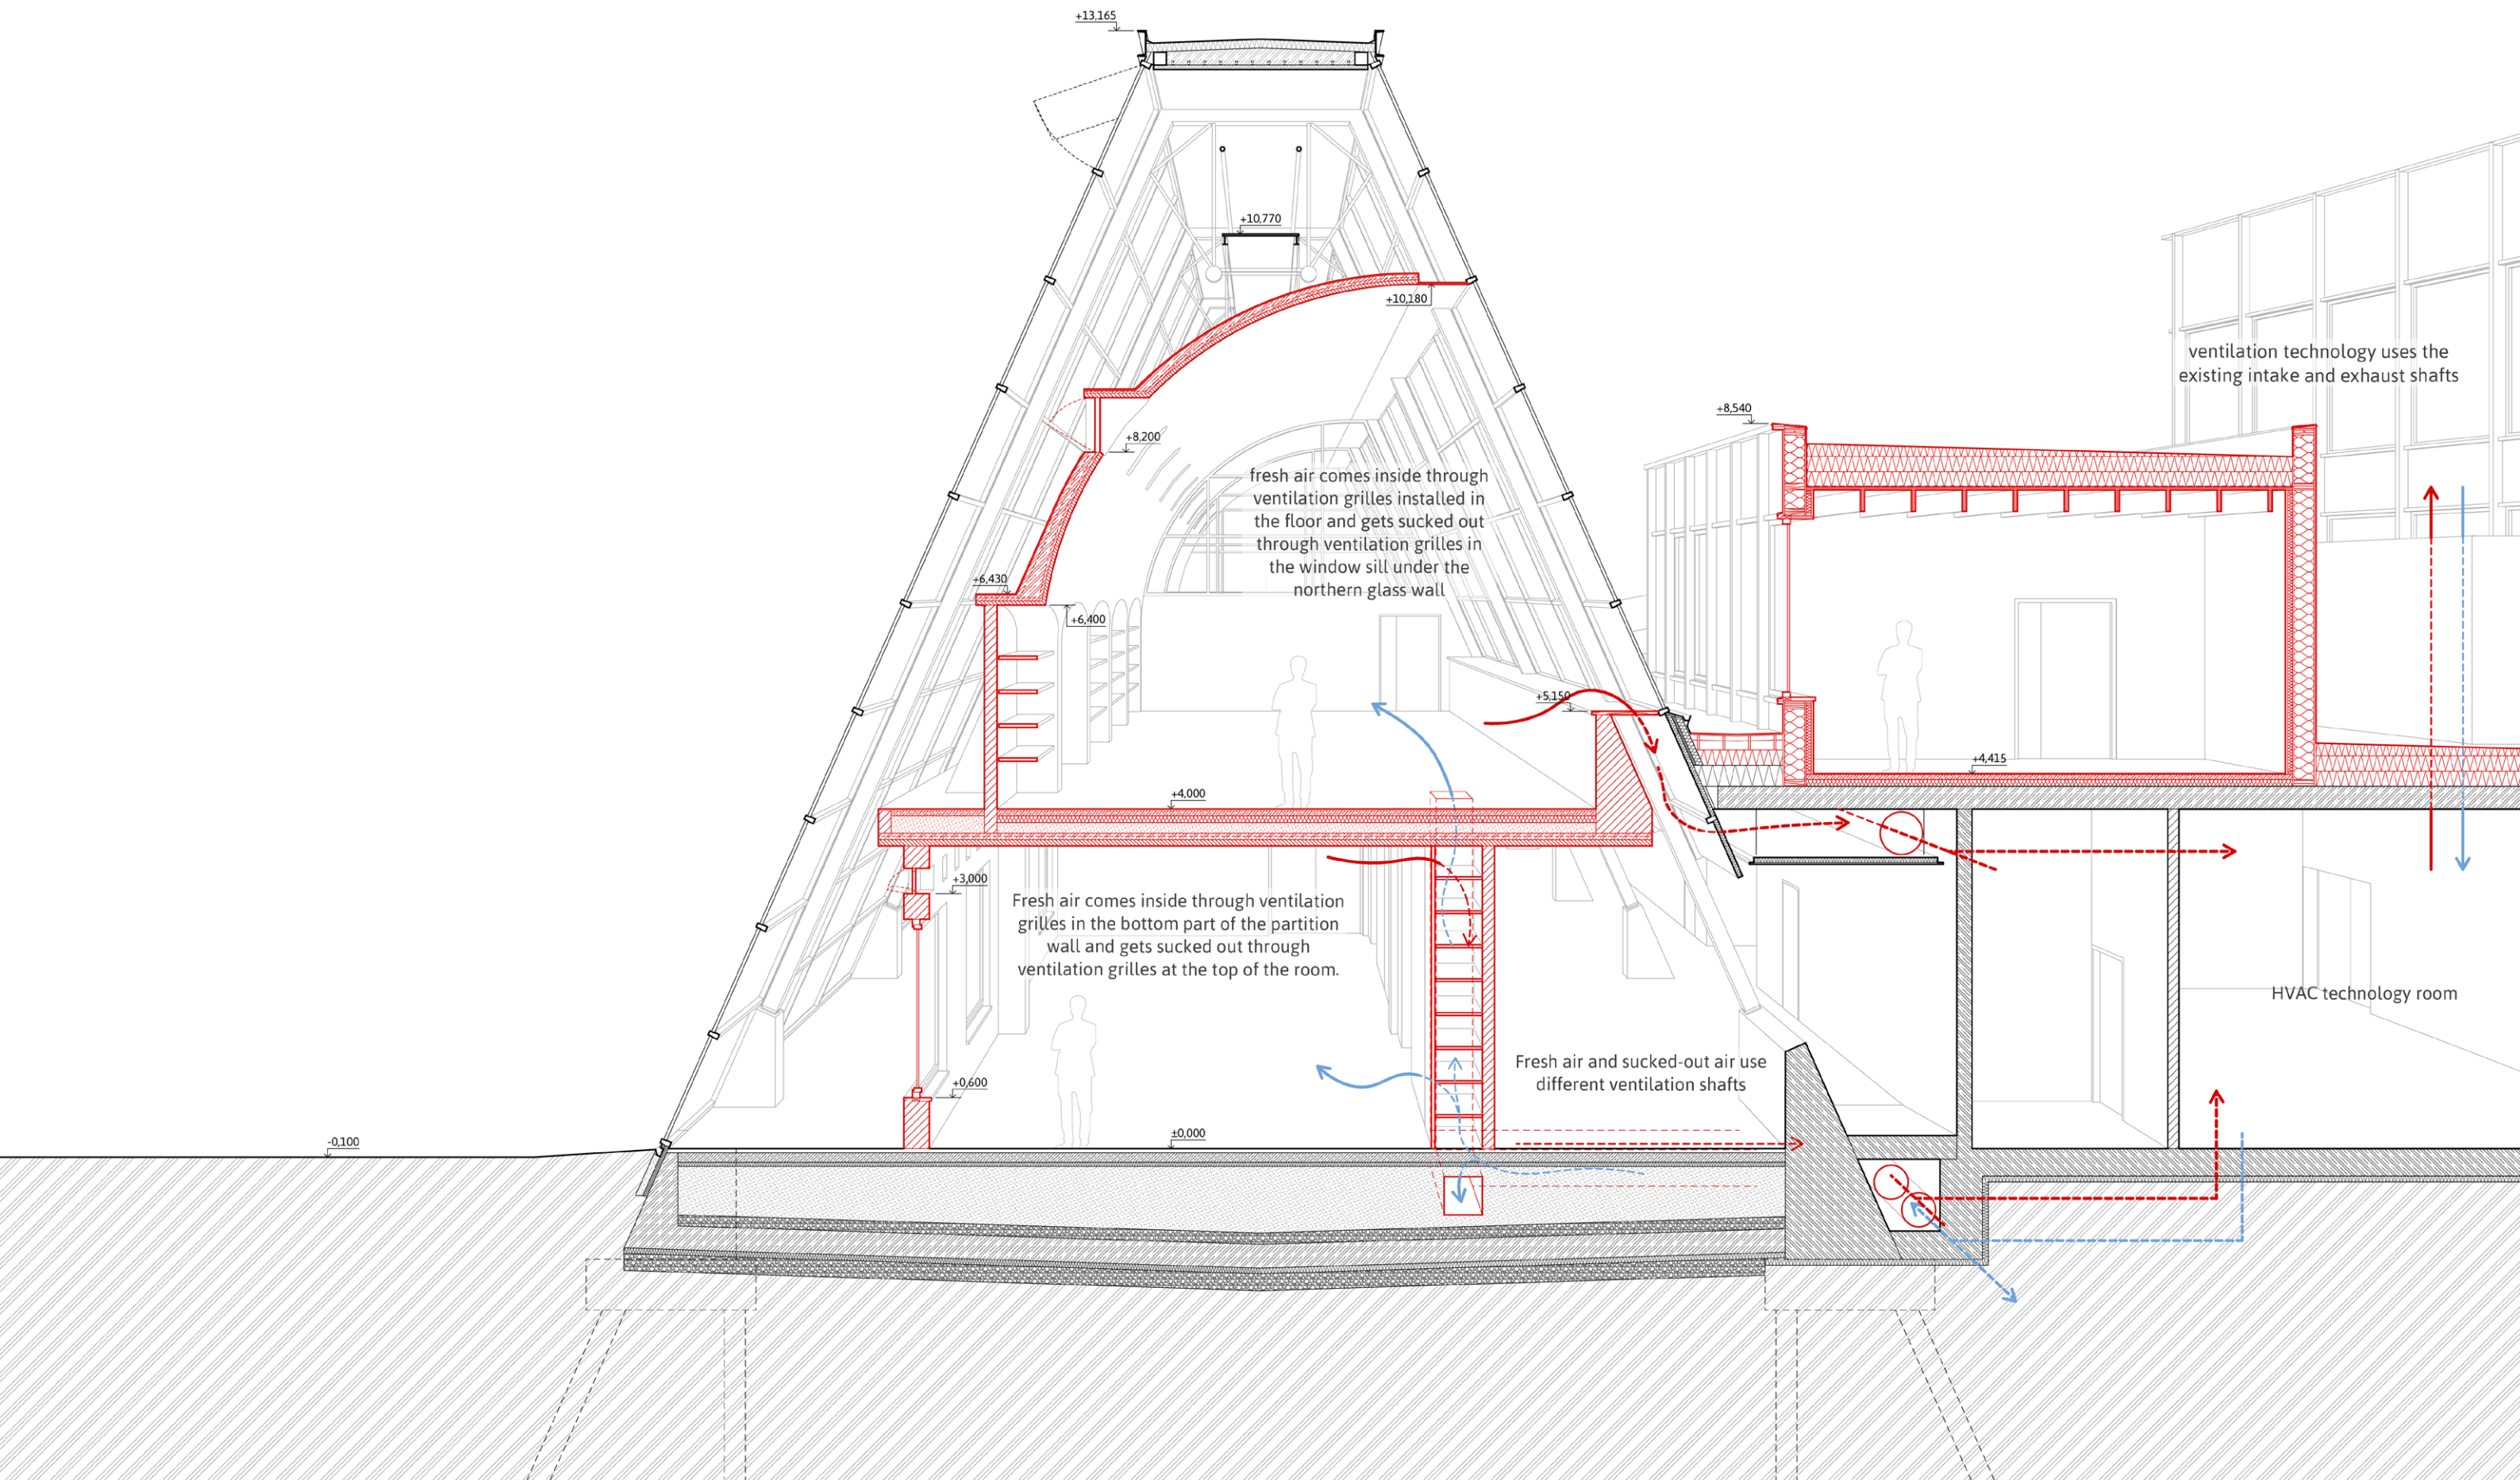 +13,165
+10,770
+10,180
ventilation technology uses the
existing intake and exhaust shafts
+8,540
+8,200
fresh air comes inside through
ventilation grilles installed in
the floor and gets sucked out
through ventilation grilles in
the window sill under the
northern glass wall
+6,430
+6,400
+5,150
+4,415
+4,000
+3,000
Fresh air comes inside through ventilation
grilles in the bottom part of the partition
wall and gets sucked out through
ventilation grilles at the top of the room.
HVAC technology room
Fresh air and sucked-out air use
different ventilation shafts
+0,600
±0,000
-0,100